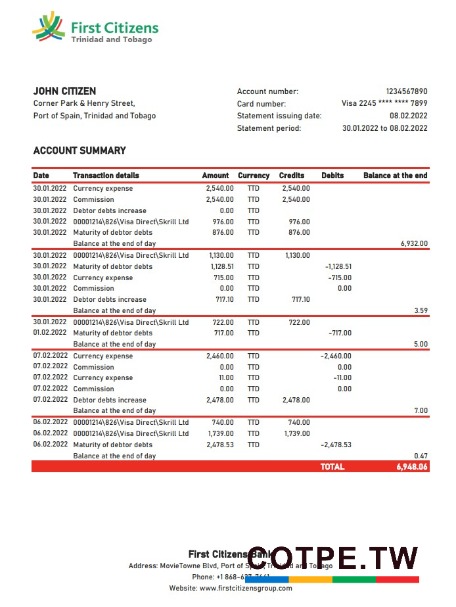 First Citizens
Trinidad and Tobago
JOHN CITIZEN
Corner Park & Henry Street,
Port of Spain, Trinidad and Tobago
Account number: 1234567890
Card number: Visa 2245 **** **** 7899
Statement issuing date: 08.02.2022
Statement period: 30.01.2022 to 08.02.2022
ACCOUNT SUMMARY
Date Transaction details Amount Currency Credits Debits Balance at the end
30.01.2022 Currency expense 2,540.00 TTD 2,540.00
30.01.2022 Commission 2,540.00 TTD 2,540.00
30.01.2022 Debtor debts increase 0.00 TTD
30.01.2022 00001214\826\Visa Direct\Skrill Ltd 976.00 TTD 976.00
30.01.2022 Maturity of debtor debts 876.00 TTD 876.00
Balance at the end of day 6,932.00
30.01.2022 00001214\826\Visa Direct\Skrill Ltd 1,130.00 TTD 1,130.00
30.01.2022 Maturity of debtor debts 1,128.51 TTD -1,128.51
30.01.2022 Currency expense 715.00 TTD -715.00
30.01.2022 Commission 0.00 TTD 0.00
30.01.2022 Debtor debts increase 717.10 TTD 717.10
Balance at the end of day 3.59
30.01.2022 00001214\826\Visa Direct\Skrill Ltd 722.00 TTD 722.00
01.02.2022 Maturity of debtor debts 717.00 TTD -717.00
Balance at the end of day 5.00
07.02.2022 Currency expense 2,460.00 TTD -2,460.00
07.02.2022 Commission 0.00 TTD 0.00
07.02.2022 Currency expense 11.00 TTD -11.00
07.02.2022 Commission 0.00 TTD 0.00
07.02.2022 Debtor debts increase 2,478.00 TTD 2,478.00
Balance at the end of day 7.00
06.02.2022 00001214\826\Visa Direct\Skrill Ltd 740.00 TTD 740.00
06.02.2022 00001214\826\Visa Direct\Skrill Ltd 1,739.00 TTD 1,739.00
06.02.2022 Maturity of debtor debts 2,478.53 TTD -2,478.53
Balance at the end of day 0.47
TOTAL 6,948.06
First Citizens Bank
Address: MovieTowne Blvd, Port of Spain, Trinidad and Tobago
Phone: +1 868-
Website: www.firstcitizensgroup.com
COTPE.TW